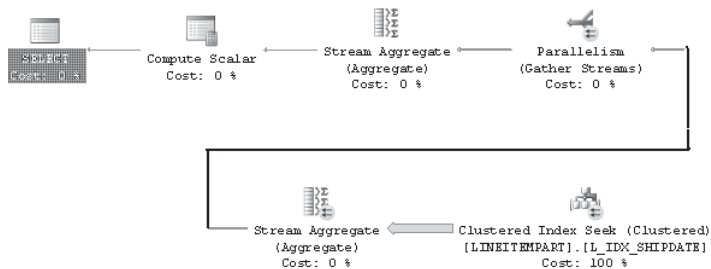 SELECT
Cost: 0 %
Compute Scalar
Cost: 0 %
Stream Aggregate
(Aggregate)
Cost: 0 %
Parallelism
(Gather Streams)
Cost: 0 %
Stream Aggregate
(Aggregate)
Cost: 0 %
Clustered Index Seek (Clustered)
[LINEITEMPART].[L_IDX_SHIPDATE]
Cost: 100 %